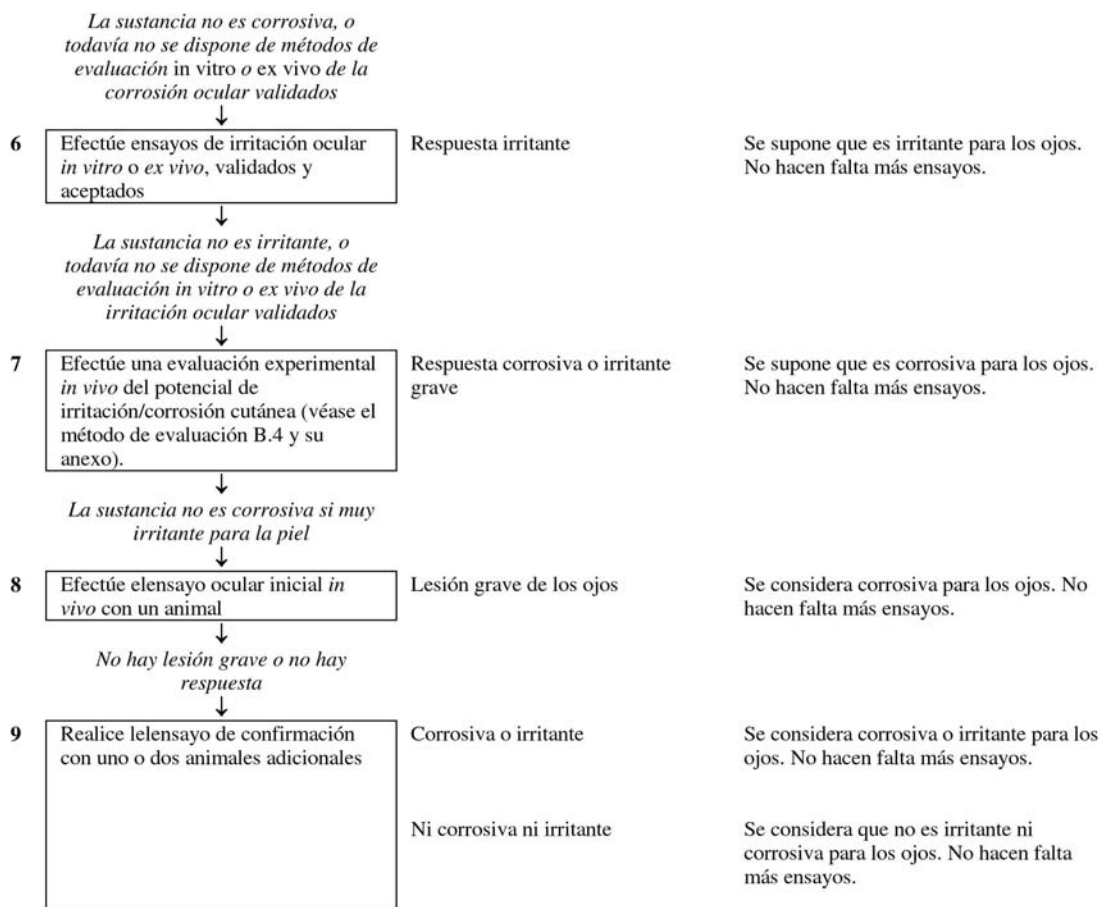 La sustancia no es corrosiva, o
todavía no se dispone de métodos de
evaluación in vitro o ex vivo de la
corrosión ocular validados
↓
6
Efectúe ensayos de irritación ocular
in vitro o ex vivo, validados y
aceptados
Respuesta irritante
Se supone que es irritante para los ojos.
No hacen falta más ensayos.
↓
La sustancia no es irritante, o
todavía no se dispone de métodos de
evaluación in vitro o ex vivo de la
irritación ocular validados
↓
7
Efectúe una evaluación experimental
in vivo del potencial de
irritación/corrosión cutánea (véase el
método de evaluación B.4 y su
anexo).
Respuesta corrosiva o irritante
grave
Se supone que es corrosiva para los ojos.
No hacen falta más ensayos.
↓
La sustancia no es corrosiva si muy
irritante para la piel
↓
8
Efectúe elensayo ocular inicial in
vivo con un animal
Lesión grave de los ojos
Se considera corrosiva para los ojos. No
hacen falta más ensayos.
↓
No hay lesión grave o no hay
respuesta
↓
9
Realice lelensayo de confirmación
con uno o dos animales adicionales
Corrosiva o irritante
Se considera corrosiva o irritante para los
ojos. No hacen falta más ensayos.
Ni corrosiva ni irritante
Se considera que no es irritante ni
corrosiva para los ojos. No hacen falta
más ensayos.